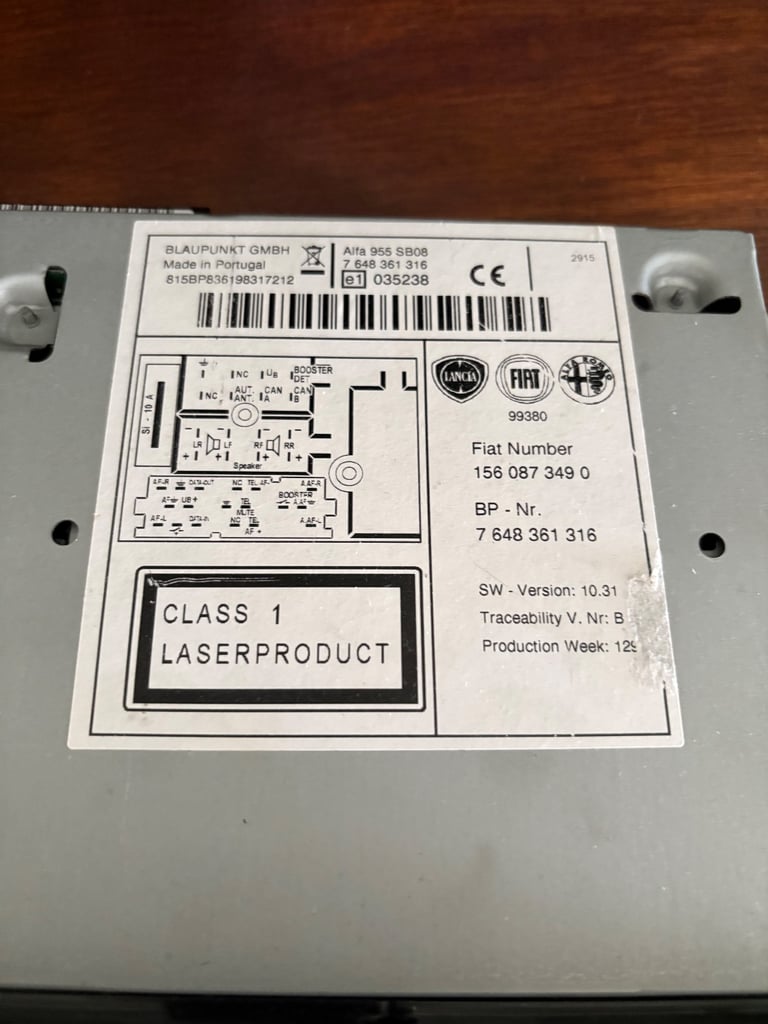 BLAUPUNKT GMBH
Made in Portugal
815BP836198317212
Alfa 955 SB08
7 648 361 316
e1 035238
CE
2915
Si - 10 A
NC
UB
BOOSTER
DET
NC
AUT.
ANT.
CAN
A
CAN
B
- - - -
LR LF RF RR
+ + + +
Speaker
AF-R DATA-OUT NC TEL AF- A.AF-R
AF UB+ TEL MUTE BOOSTER A.AF
AF-L DATA-IN NC TEL AF + A.AF-L
LANCIA
FIAT
ALFA ROMEO
99380
Fiat Number
156 087 349 0
BP - Nr.
7 648 361 316
SW - Version: 10.31
Traceability V. Nr: B
Production Week: 129
CLASS 1
LASERPRODUCT